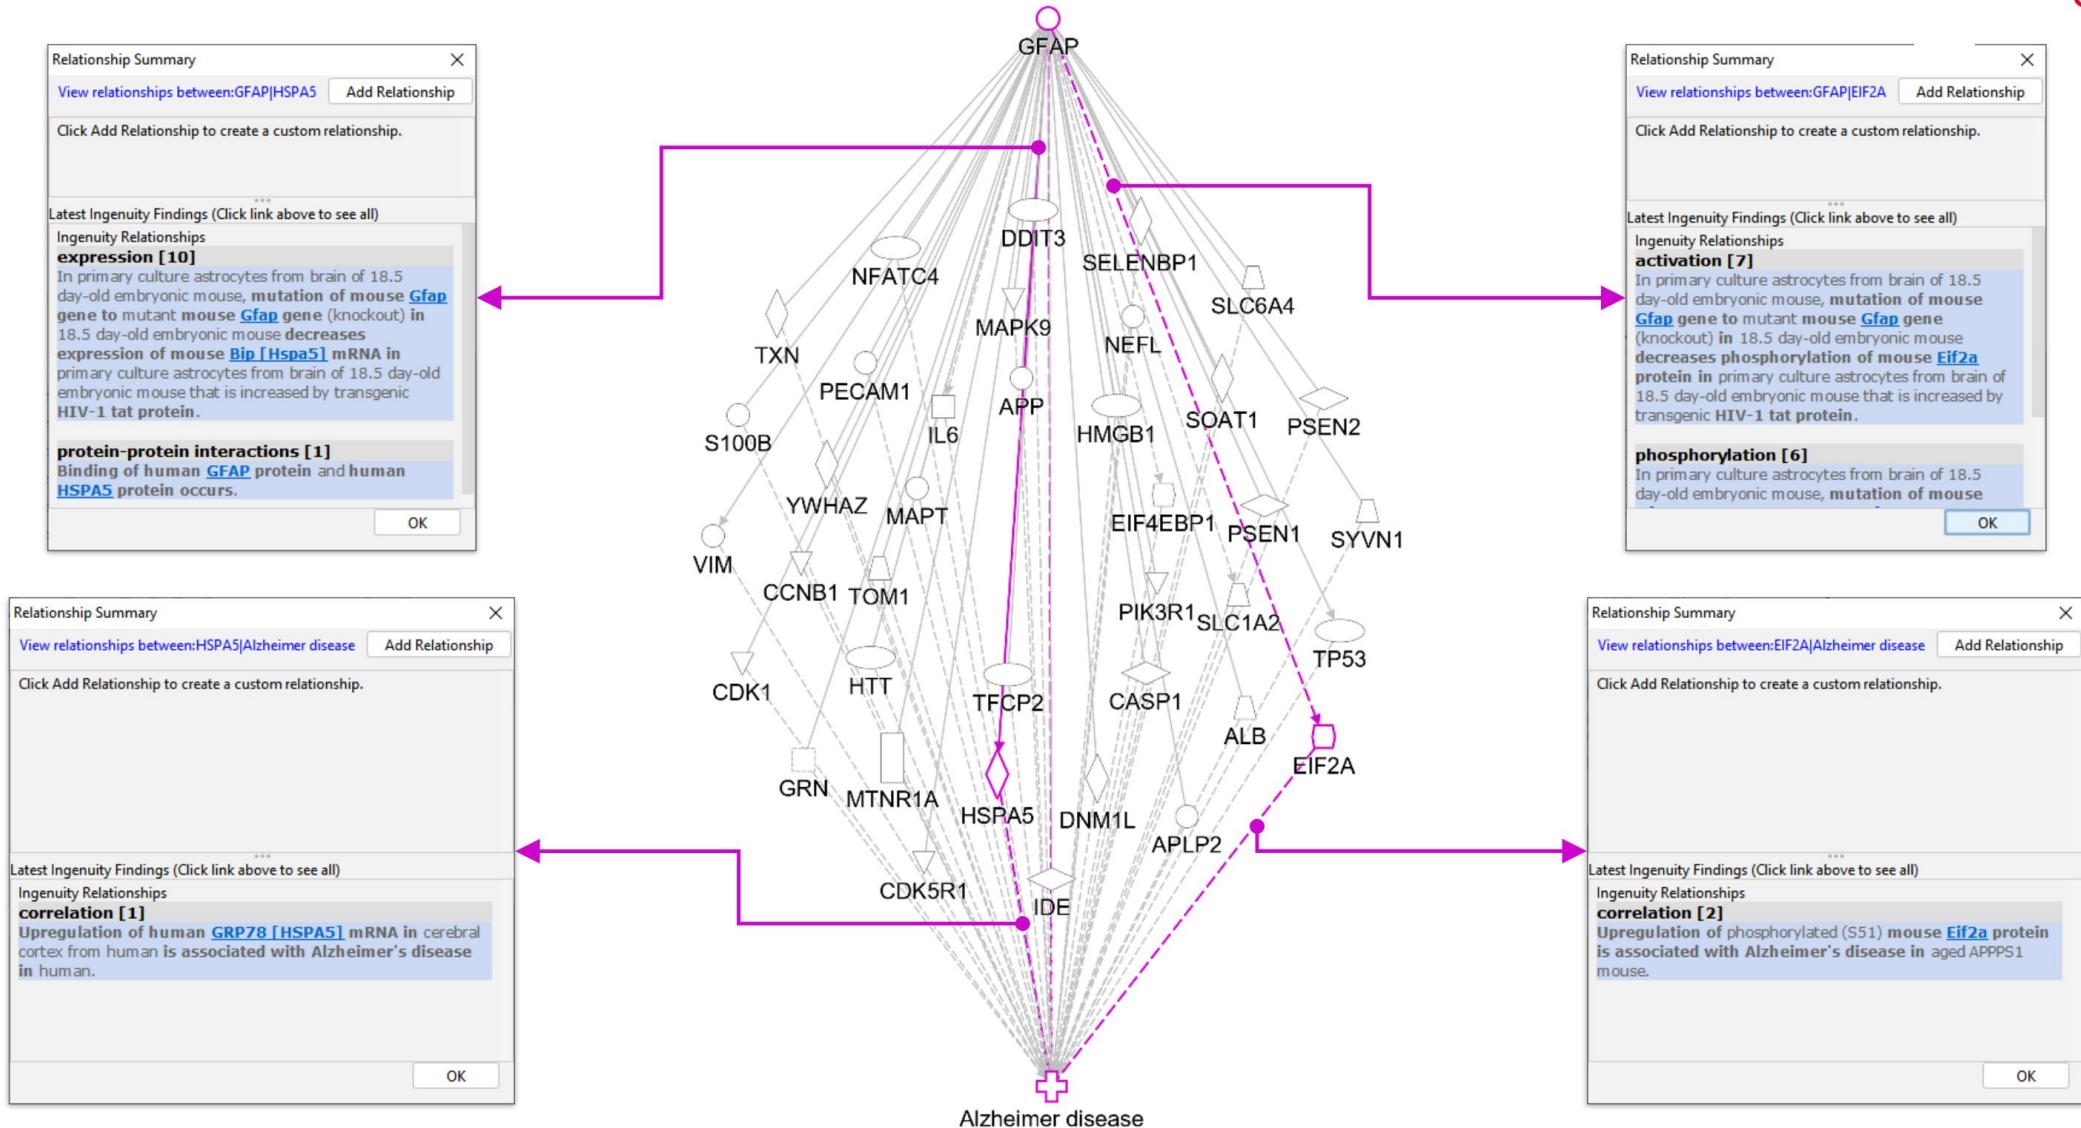 Relationship Summary
View relationships between:GFAP|HSPA5
Add Relationship
Click Add Relationship to create a custom relationship.
Latest Ingenuity Findings (Click link above to see all)
Ingenuity Relationships
expression [10]
In primary culture astrocytes from brain of 18.5
day-old embryonic mouse, mutation of mouse Gfap
gene to mutant mouse Gfap gene (knockout) in
18.5 day-old embryonic mouse decreases
expression of mouse Bip [Hspa5] mRNA in
primary culture astrocytes from brain of 18.5 day-old
embryonic mouse that is increased by transgenic
HIV-1 tat protein.
protein-protein interactions [1]
Binding of human GFAP protein and human
HSPA5 protein occurs.
OK
Relationship Summary
View relationships between:HSPA5|Alzheimer disease
Add Relationship
Click Add Relationship to create a custom relationship.
Latest Ingenuity Findings (Click link above to see all)
Ingenuity Relationships
correlation [1]
Upregulation of human GRP78 [HSPA5] mRNA in cerebral
cortex from human is associated with Alzheimer's disease
in human.
OK
GFAP
DDIT3
NFATC4
SELENBP1
SLC6A4
MAPK9
TXN
NEFL
PECAM1
APP
IL6
HMGB1
SOAT1
PSEN2
S100B
YWHAZ
MAPT
EIF4EBP1
PSEN1
SYVN1
VIM
CCNB1
TOM1
PIK3R1
SLC1A2
TP53
CDK1
HTT
TFCP2
CASP1
ALB
EIF2A
GRN
MTNR1A
HSPA5
DNM1L
APLP2
CDK5R1
IDE
Alzheimer disease
Relationship Summary
View relationships between:GFAP|EIF2A
Add Relationship
Click Add Relationship to create a custom relationship.
Latest Ingenuity Findings (Click link above to see all)
Ingenuity Relationships
activation [7]
In primary culture astrocytes from brain of 18.5
day-old embryonic mouse, mutation of mouse
Gfap gene to mutant mouse Gfap gene
(knockout) in 18.5 day-old embryonic mouse
decreases phosphorylation of mouse Eif2a
protein in primary culture astrocytes from brain of
18.5 day-old embryonic mouse that is increased by
transgenic HIV-1 tat protein.
phosphorylation [6]
In primary culture astrocytes from brain of 18.5
day-old embryonic mouse, mutation of mouse
OK
Relationship Summary
View relationships between:EIF2A|Alzheimer disease
Add Relationship
Click Add Relationship to create a custom relationship.
Latest Ingenuity Findings (Click link above to see all)
Ingenuity Relationships
correlation [2]
Upregulation of phosphorylated (S51) mouse Eif2a protein
is associated with Alzheimer's disease in aged APPPS1
mouse.
OK